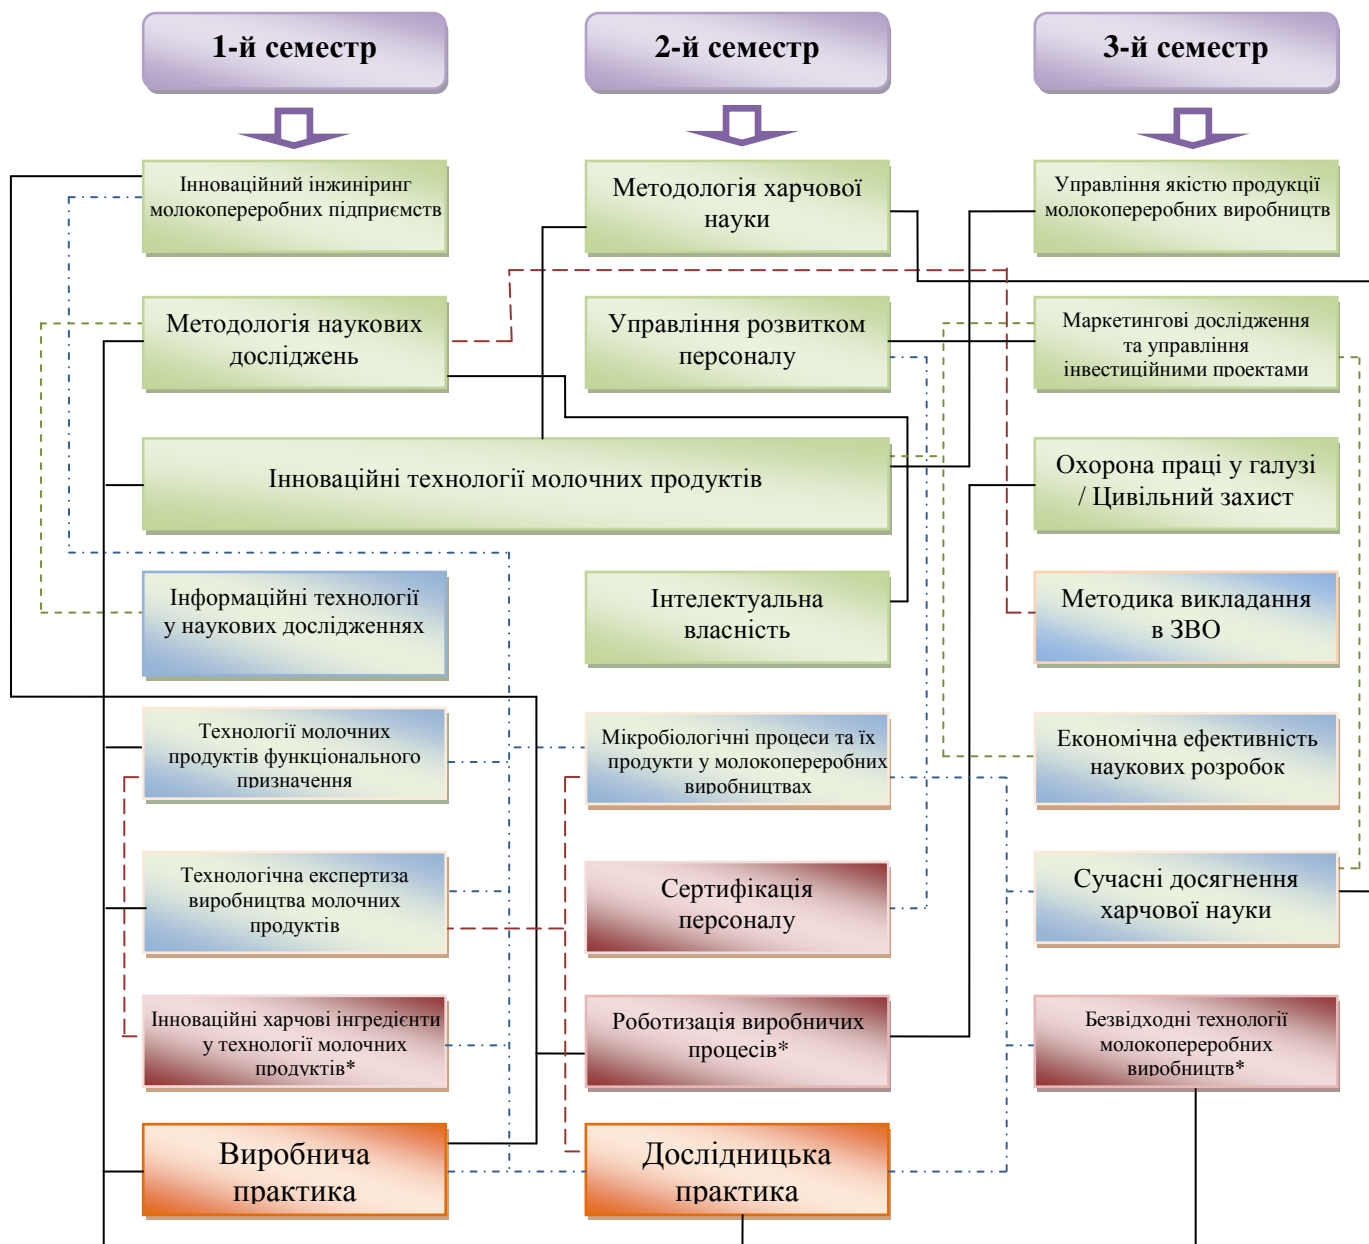 1-й семестр
2-й семестр
3-й семестр
Інноваційний інжиніринг
молокопереробних підприємств
Методологія харчової
науки
Управління якістю продукції
молокопереробних виробництв
Методологія наукових
досліджень
Управління розвитком
персоналу
Маркетингові дослідження
та управління
інвестиційними проектами
Інноваційні технології молочних продуктів
Охорона праці у галузі
/ Цивільний захист
Інформаційні технології
у наукових дослідженнях
Інтелектуальна
власність
Методика викладання
в ЗВО
Технології молочних
продуктів функціонального
призначення
Мікробіологічні процеси та їх
продукти у молокопереробних
виробництвах
Економічна ефективність
наукових розробок
Технологічна експертиза
виробництва молочних
продуктів
Сертифікація
персоналу
Сучасні досягнення
харчової науки
Інноваційні харчові інгредієнти
у технології молочних
продуктів*
Роботизація виробничих
процесів*
Безвідходні технології
молокопереробних
виробництв*
Виробнича
практика
Дослідницька
практика